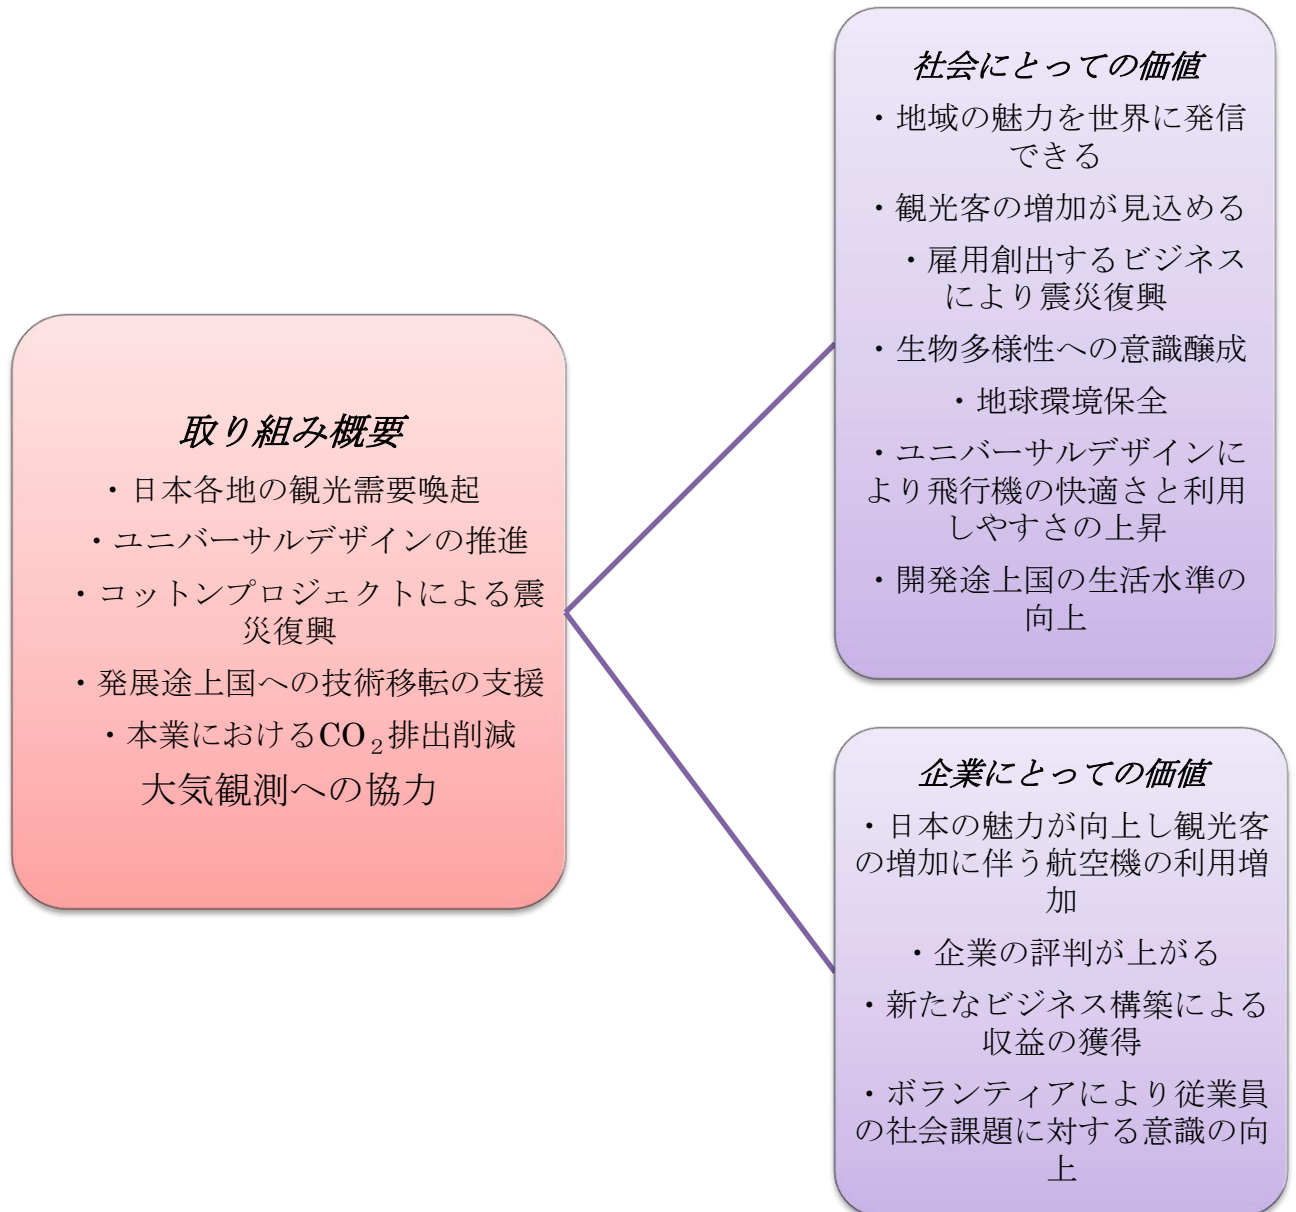 取り組み概要
・日本各地の観光需要喚起
・ユニバーサルデザインの推進
・コットンプロジェクトによる震
災復興
・発展途上国への技術移転の支援
・本業におけるCO₂排出削減
大気観測への協力
社会にとっての価値
・地域の魅力を世界に発信
できる
・観光客の増加が見込める
・雇用創出するビジネス
により震災復興
・生物多様性への意識醸成
・地球環境保全
・ユニバーサルデザインに
より飛行機の快適さと利用
しやすさの上昇
・開発途上国の生活水準の
向上
企業にとっての価値
・日本の魅力が向上し観光客
の増加に伴う航空機の利用増
加
・企業の評判が上がる
・新たなビジネス構築による
収益の獲得
・ボランティアにより従業員
の社会課題に対する意識の向
上